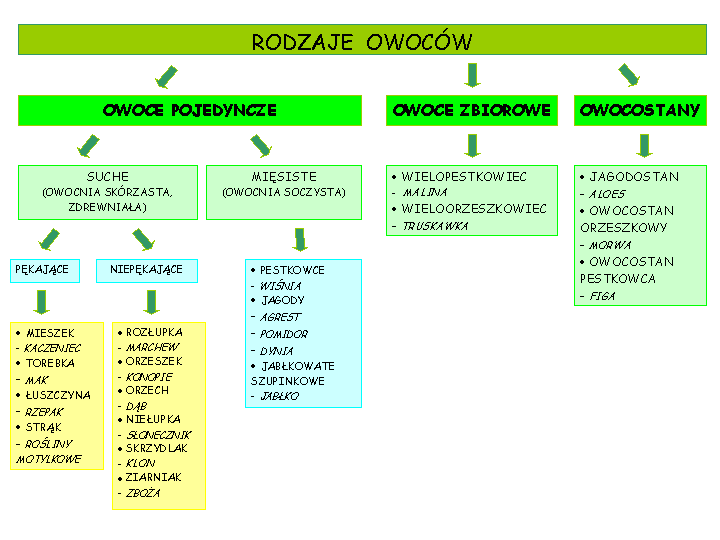 RODZAJE OWOCÓW
OWOCE POJEDYNCZE
OWOCE ZBIOROWE
OWOCOSTANY
SUCHE
(OWOCNIA SKÓRZASTA,
ZDREWNIAŁA)
MIĘSISTE
(OWOCNIA SOCZYSTA)
• WIELOPESTKOWIEC
- MALINA
• WIELOORZESZKOWIEC
- TRUSKAWKA
• JAGODOSTAN
- ALOES
• OWOCOSTAN
ORZESZKOWY
- MORWA
• OWOCOSTAN
PESTKOWCA
- FIGA
PĘKAJĄCE
NIEPĘKAJĄCE
• PESTKOWCE
- WIŚNIA
• JAGODY
- AGREST
- POMIDOR
- DYNIA
• JABŁKOWATE
SZUPINKOWE
- JABŁKO
• MIESZEK
- KACZENIEC
• TOREBKA
- MAK
• ŁUSZCZYNA
- RZEPAK
• STRĄK
- ROŚLINY
MOTYLKOWE
• ROZŁUPKA
- MARCHEW
• ORZESZEK
- KONOPIE
• ORZECH
- DĄB
• NIEŁUPKA
- SŁONECZNIK
• SKRZYDLAK
- KLON
• ZIARNIAK
- ZBOŻA